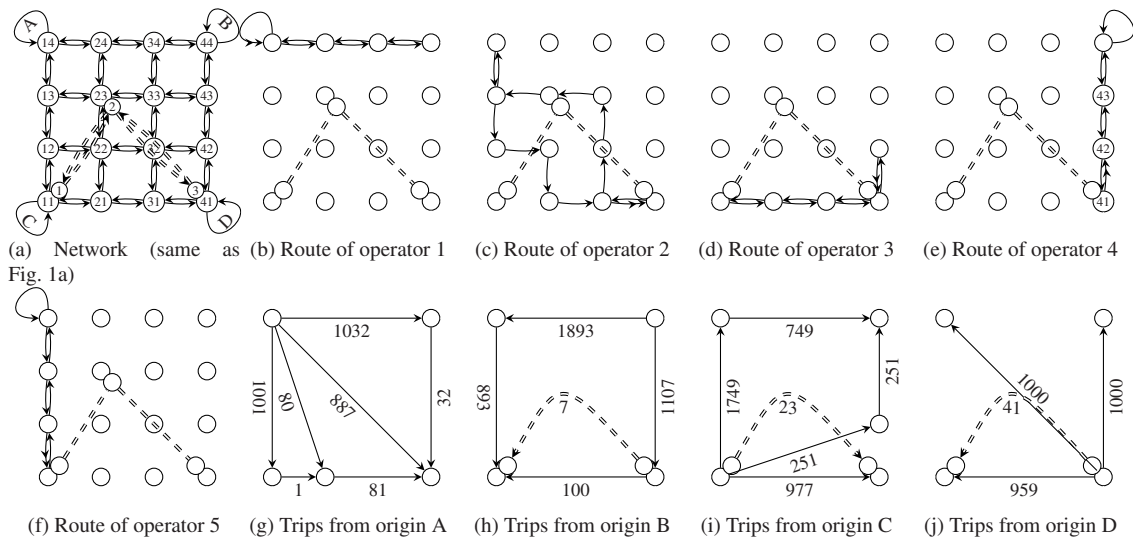 A
B
14
24
34
44
13
23
33
43
2
12
22
32
42
1
3
11
21
31
41
C
D
43
42
41
(a) Network (same as
Fig. 1a)
(b) Route of operator 1
(c) Route of operator 2
(d) Route of operator 3
(e) Route of operator 4
1032
1001
80
887
32
1
81
1893
893
7
1107
100
749
1749
23
251
251
977
1000
41
1000
959
(f) Route of operator 5
(g) Trips from origin A
(h) Trips from origin B
(i) Trips from origin C
(j) Trips from origin D